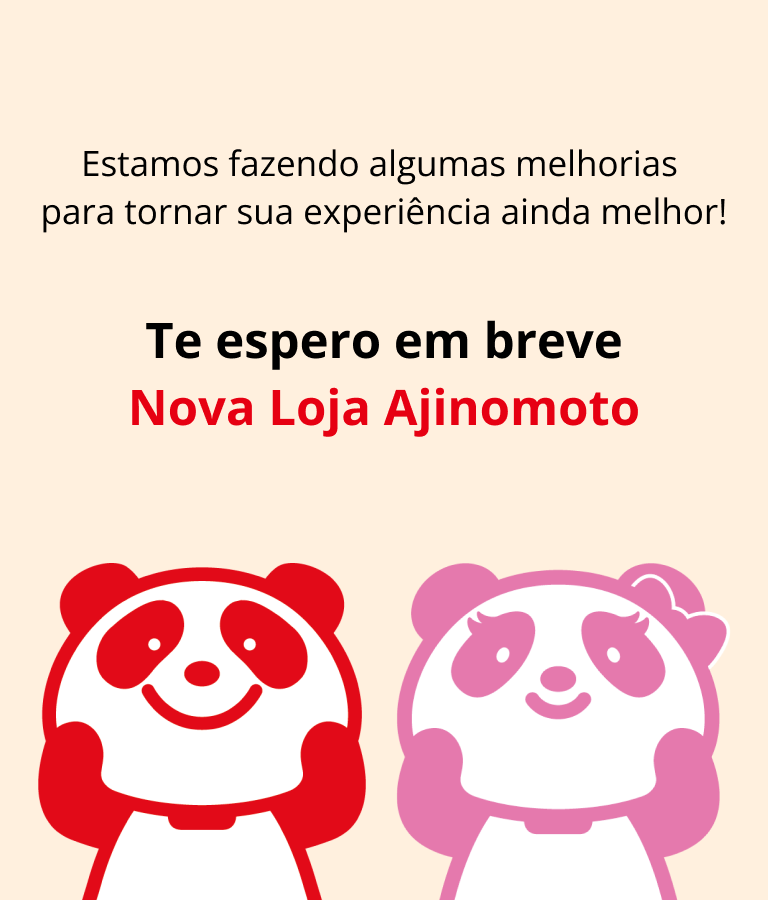 Estamos fazendo algumas melhorias
para tornar sua experiência ainda melhor!
Te espero em breve
Nova Loja Ajinomoto